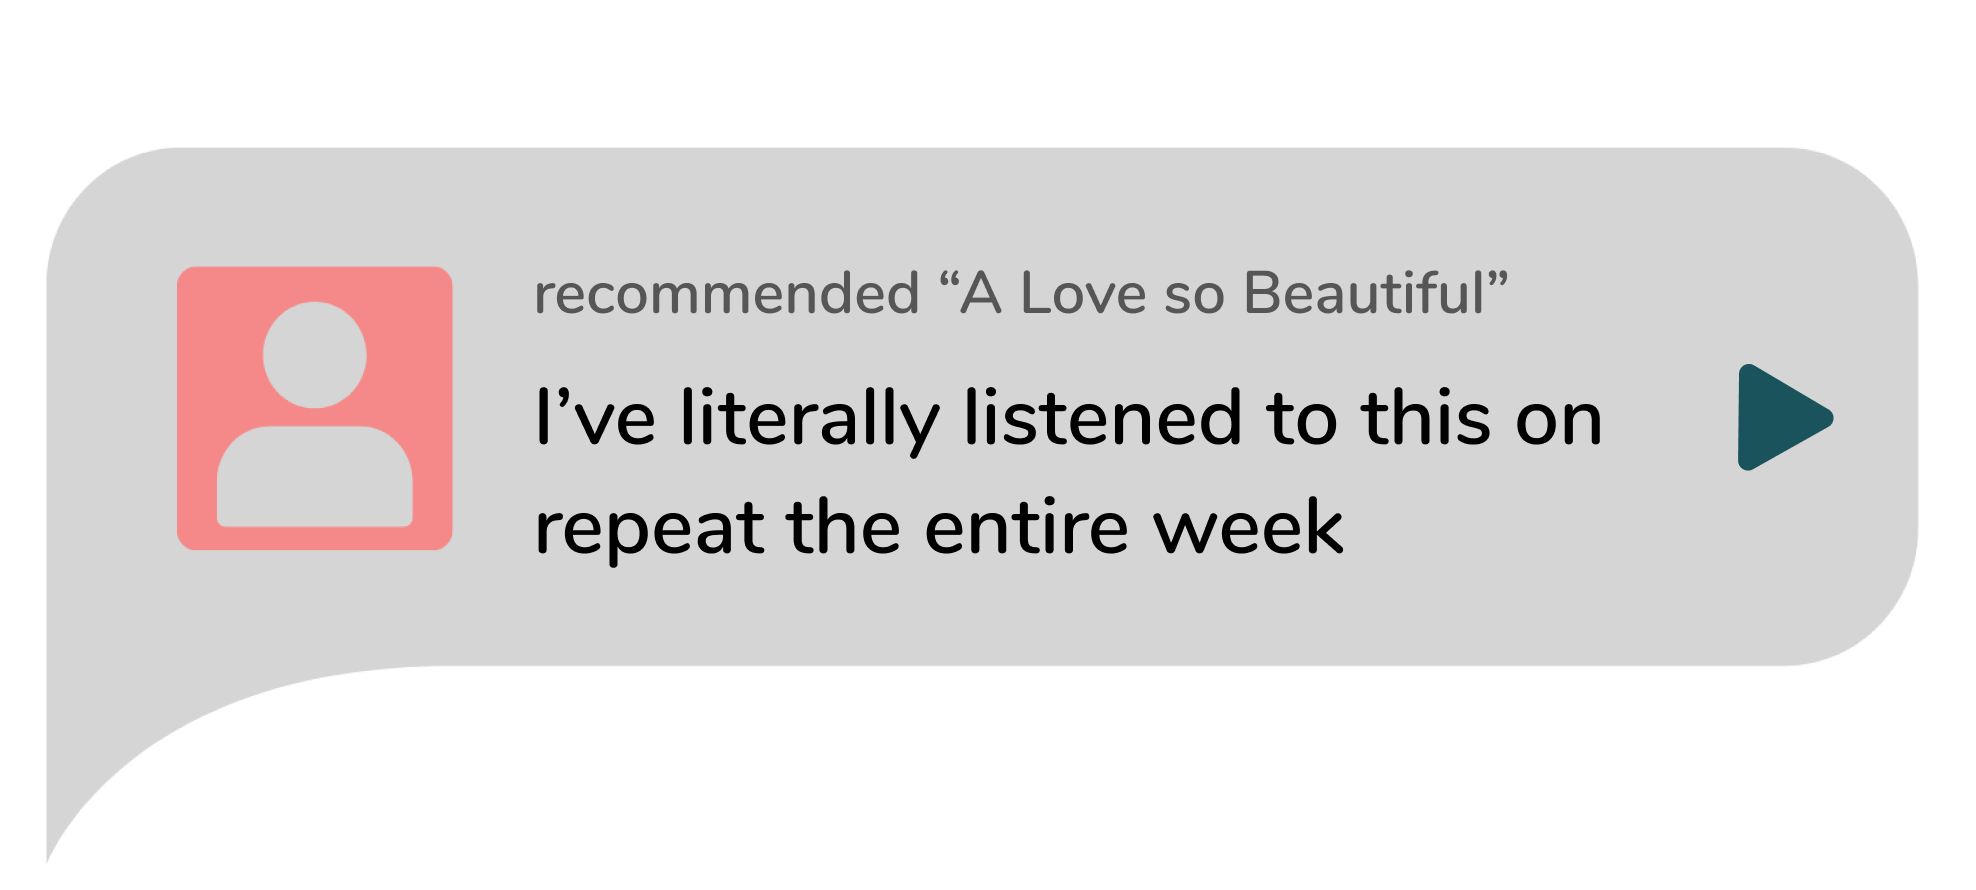 recommended “A Love so Beautiful”
I’ve literally listened to this on
repeat the entire week